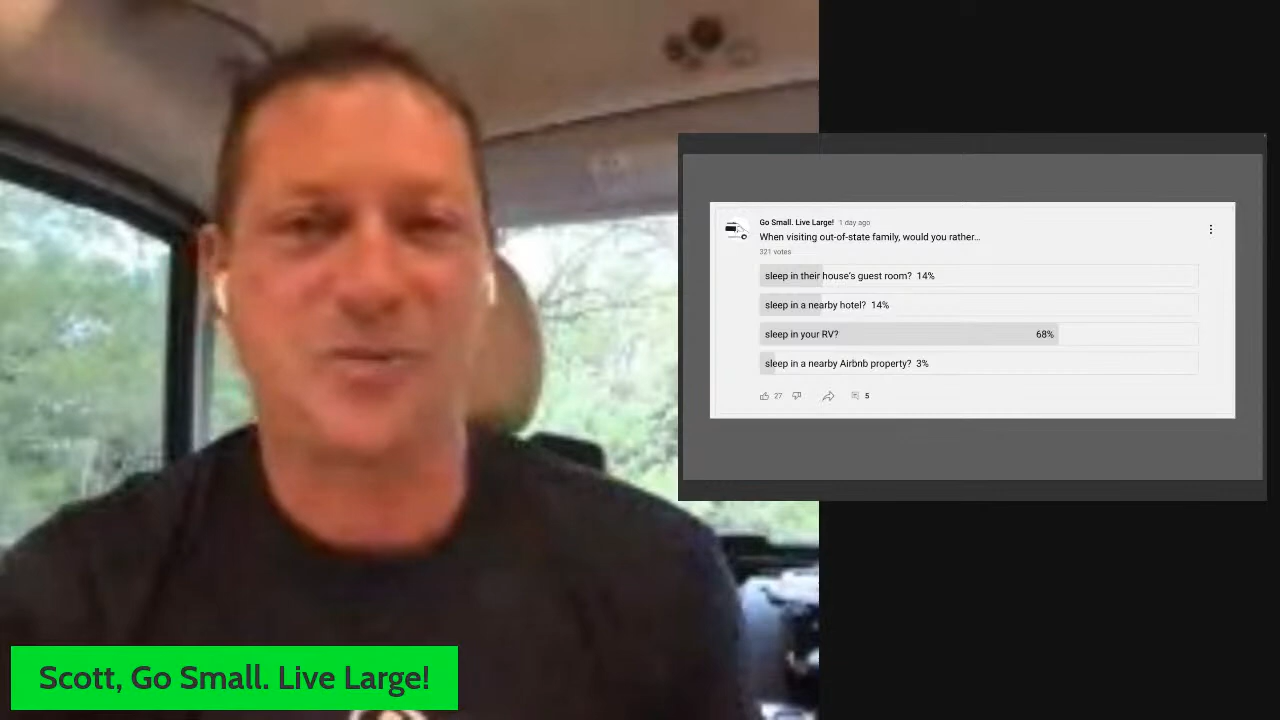 Go Small. Live Large! 1 day ago
When visiting out-of-state family, would you rather...
321 votes
sleep in their house's guest room? 14%
sleep in a nearby hotel? 14%
sleep in your RV? 68%
sleep in a nearby Airbnb property? 3%
27 5
Scott, Go Small. Live Large!